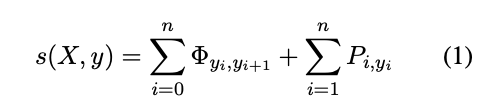 s(X, y) = \sum_{i=0}^{n} \Phi_{y_i, y_{i+1}} + \sum_{i=1}^{n} P_{i, y_i} (1)